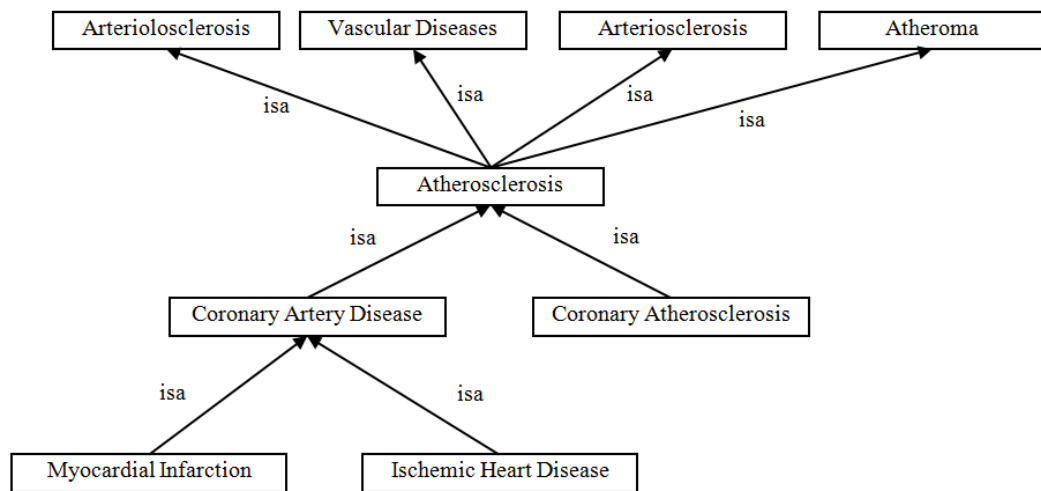 Arteriolosclerosis
Vascular Diseases
Arteriosclerosis
Atheroma
isa
isa
isa
isa
Atherosclerosis
isa
isa
Coronary Artery Disease
Coronary Atherosclerosis
isa
isa
Myocardial Infarction
Ischemic Heart Disease